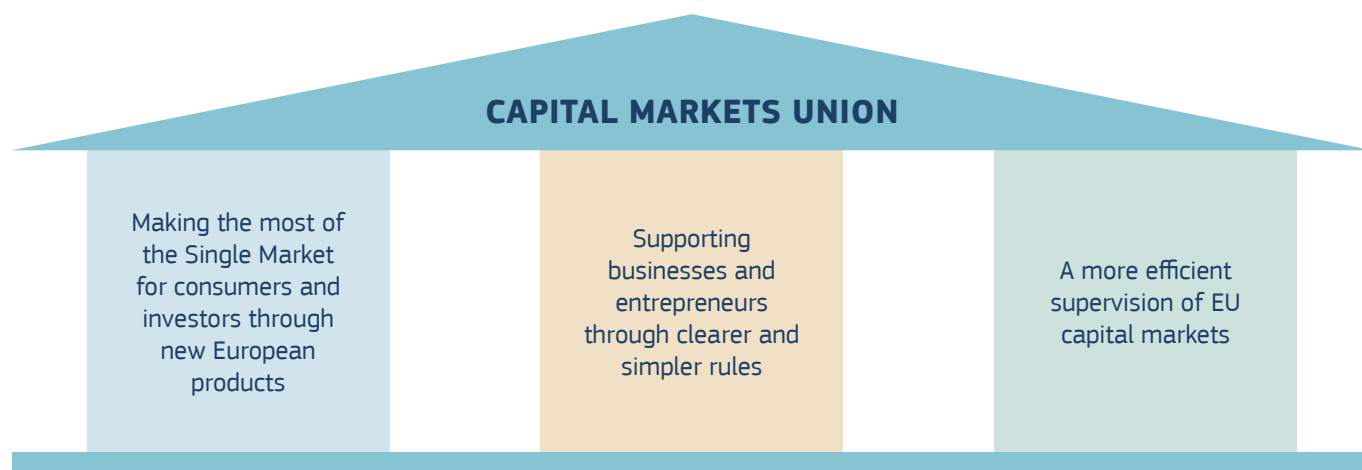 CAPITAL MARKETS UNION
Making the most of
the Single Market
for consumers and
investors through
new European
products
Supporting
businesses and
entrepreneurs
through clearer and
simpler rules
A more efficient
supervision of EU
capital markets